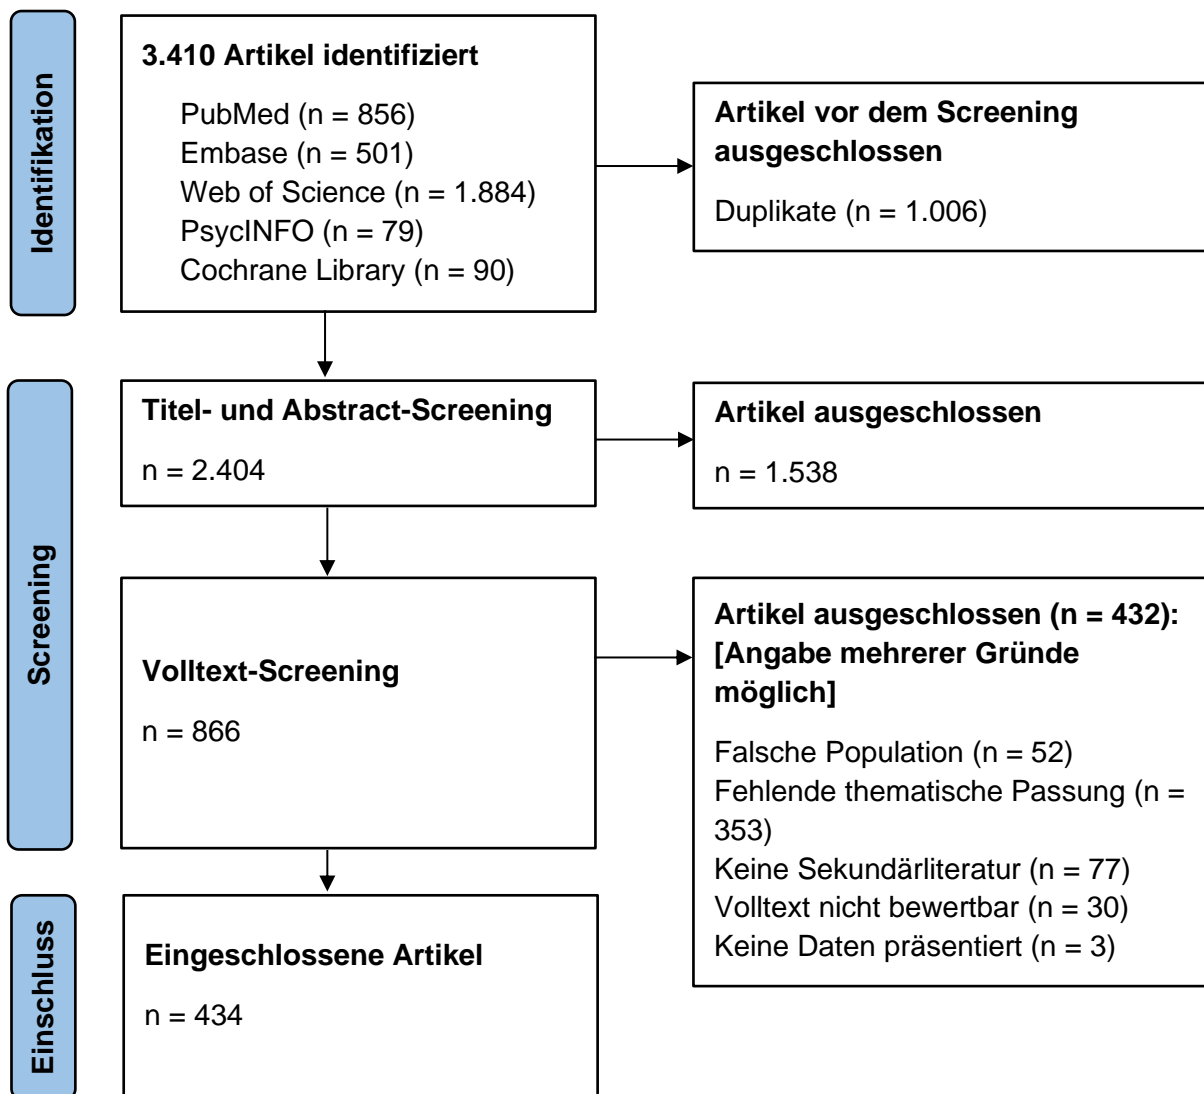 Identifikation
3.410 Artikel identifiziert
PubMed (n = 856)
Embase (n = 501)
Web of Science (n = 1.884)
PsycINFO (n = 79)
Cochrane Library (n = 90)
Artikel vor dem Screening
ausgeschlossen
Duplikate (n = 1.006)
Screening
Titel- und Abstract-Screening
n = 2.404
Artikel ausgeschlossen
n = 1.538
Volltext-Screening
n = 866
Artikel ausgeschlossen (n = 432):
[Angabe mehrerer Gründe
möglich]
Falsche Population (n = 52)
Fehlende thematische Passung (n =
353)
Keine Sekundärliteratur (n = 77)
Volltext nicht bewertbar (n = 30)
Keine Daten präsentiert (n = 3)
Einschluss
Eingeschlossene Artikel
n = 434